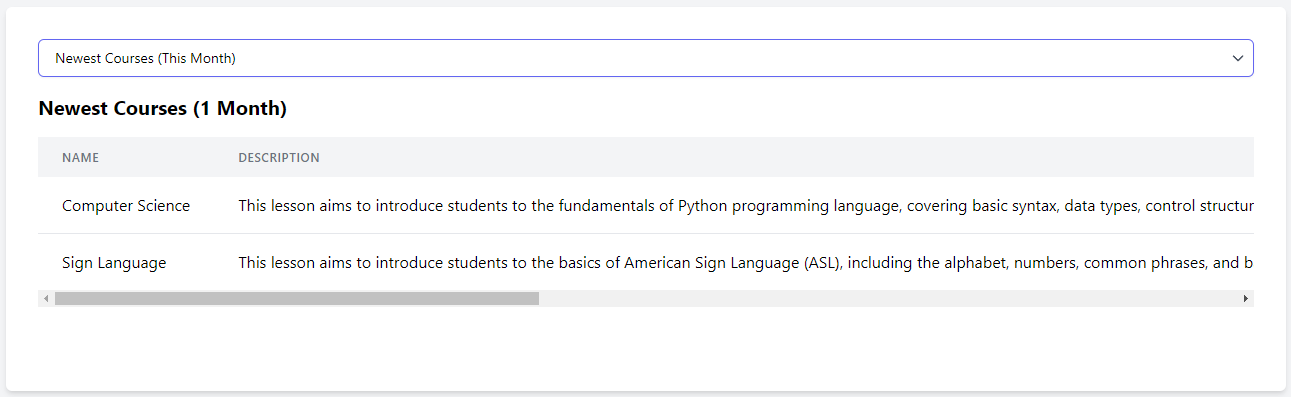 Newest Courses (This Month)
Newest Courses (1 Month)
NAME DESCRIPTION
Computer Science This lesson aims to introduce students to the fundamentals of Python programming language, covering basic syntax, data types, control structur
Sign Language This lesson aims to introduce students to the basics of American Sign Language (ASL), including the alphabet, numbers, common phrases, and b